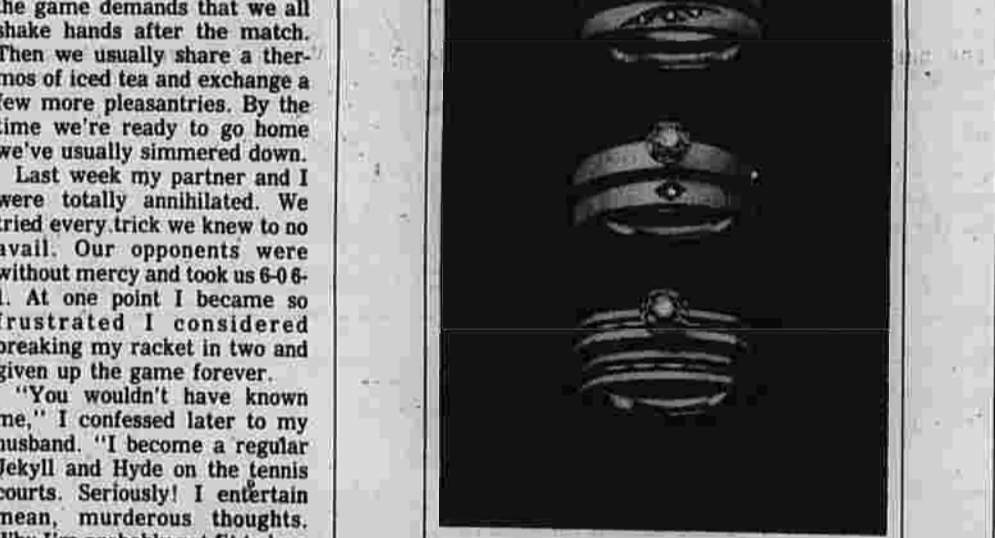 the game demands that we all
shake hands after the match.
Then we usually share a ther-
mos of iced tea and exchange a
few more pleasantries. By the
time we're ready to go home
we've usually simmered down.
Last week my partner and I
were totally annihilated. We
tried every trick we knew to no
avail. Our opponents were
without mercy and took us 6-0 6-
1. At one point I became so
frustrated I considered
breaking my racket in two and
given up the game forever.
"You wouldn't have known
me," I confessed later to my
husband. "I become a regular
Jekyll and Hyde on the tennis
courts. Seriously! I entertain
mean, murderous thoughts.